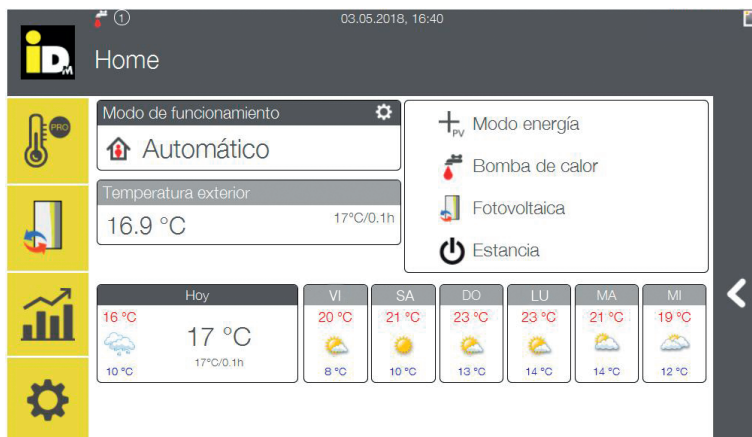 1
03.05.2018, 16:40
iDM
Home
PRO
Modo de funcionamiento
Automático
Temperatura exterior
16.9 °C
17°C/0.1h
PV Modo energía
Bomba de calor
Fotovoltaica
Estancia
Hoy
16 °C
17 °C
17°C/0.1h
10 °C
VI
20 °C
8 °C
SA
21 °C
10 °C
DO
23 °C
13 °C
LU
23 °C
14 °C
MA
21 °C
14 °C
MI
19 °C
12 °C